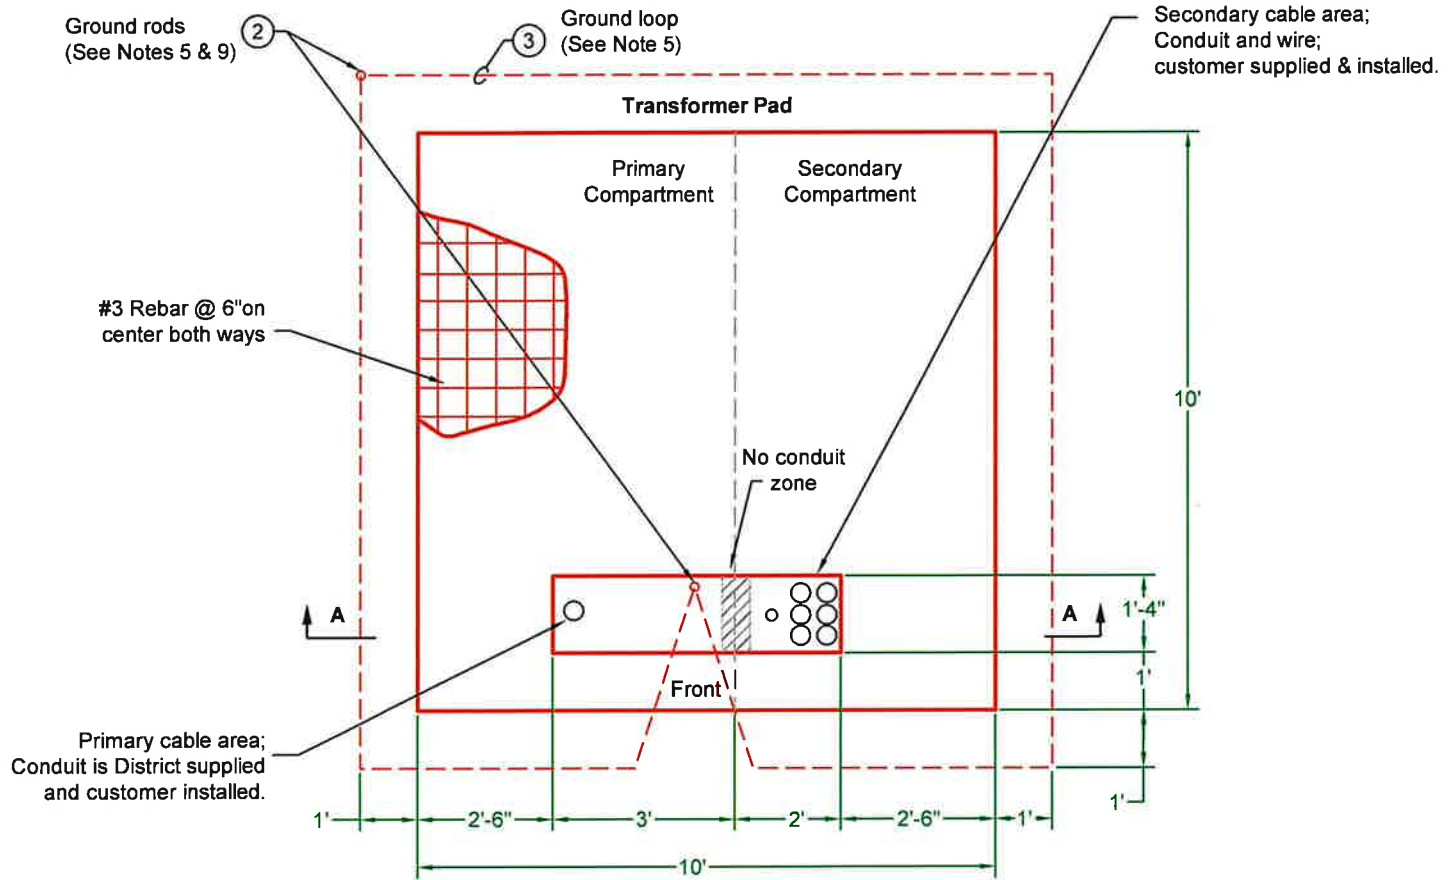 Ground rods
(See Notes 5 & 9)
2
3
Ground loop
(See Note 5)
Secondary cable area;
Conduit and wire;
customer supplied & installed.
Transformer Pad
Primary
Compartment
Secondary
Compartment
#3 Rebar @ 6"on
center both ways
10'
No conduit
zone
A
A
1'-4"
1'
Front
Primary cable area;
Conduit is District supplied
and customer installed.
1'
1'
2'-6"
3'
2'
2'-6"
1'
10'